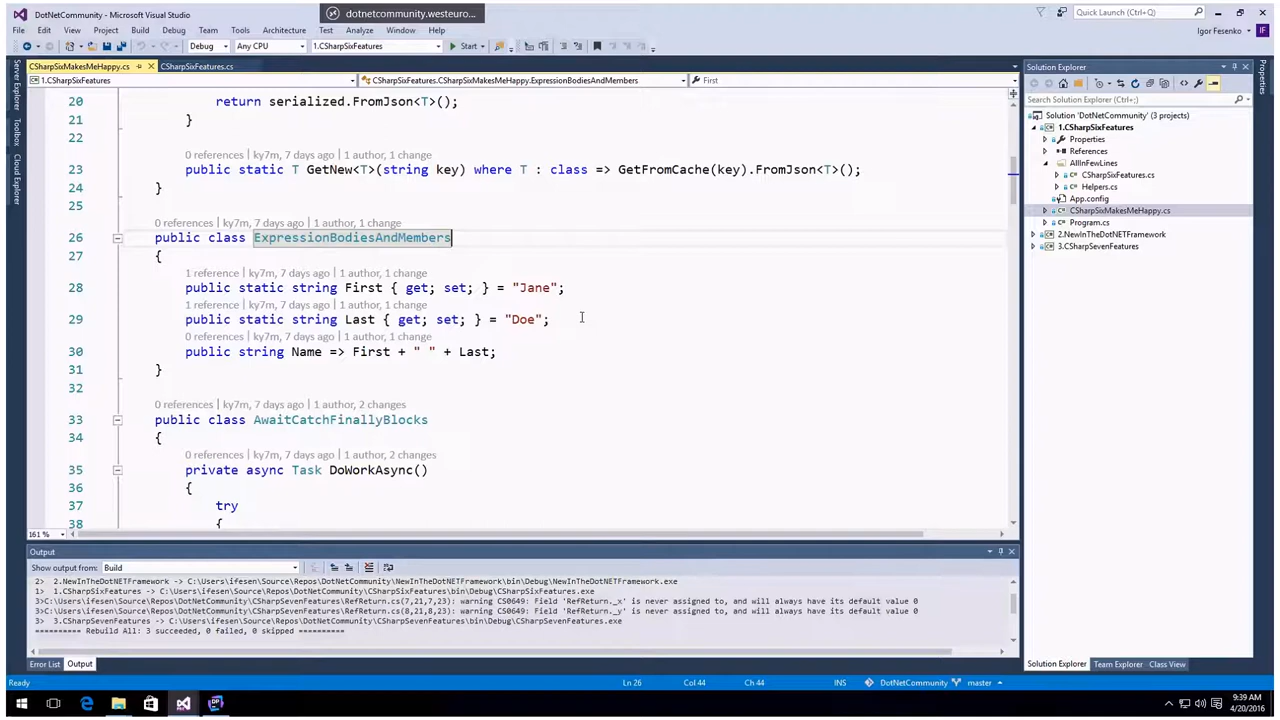 DotNetCommunity - Microsoft Visual Studio
dotnetcommunity.westeuro...
Quick Launch (Ctrl+Q)
File Edit View Project Build Debug Team Tools Architecture Test Analyze Window Help
Igor Fesenko
Debug Any CPU 1.CSharpSixFeatures Start
CSharpSixMakesMeHappy.cs CSharpSixFeatures.cs
1.CSharpSixFeatures CSharpSixFeatures.CSharpSixMakesMeHappy.ExpressionBodiesAndMembers First
Server Explorer
Toolbox
Cloud Explorer
20 return serialized.FromJson<T>();
21 }
22
0 references | ky7m, 7 days ago | 1 author, 1 change
23 public static T GetNew<T>(string key) where T : class => GetFromCache(key).FromJson<T>();
24 }
25
0 references | ky7m, 7 days ago | 1 author, 1 change
26 public class ExpressionBodiesAndMembers
27 {
1 reference | ky7m, 7 days ago | 1 author, 1 change
28 public static string First { get; set; } = "Jane";
1 reference | ky7m, 7 days ago | 1 author, 1 change
29 public static string Last { get; set; } = "Doe";
0 references | ky7m, 7 days ago | 1 author, 1 change
30 public string Name => First + " " + Last;
31 }
32
0 references | ky7m, 7 days ago | 1 author, 2 changes
33 public class AwaitCatchFinallyBlocks
34 {
0 references | ky7m, 7 days ago | 1 author, 2 changes
35 private async Task DoWorkAsync()
36 {
37 try
38 {
161 %
Output
Show output from: Build
2> 2.NewInTheDotNETFramework -> C:\Users\ifesen\Source\Repos\DotNetCommunity\NewInTheDotNETFramework\bin\Debug\NewInTheDotNETFramework.exe
1> 1.CSharpSixFeatures -> C:\Users\ifesen\Source\Repos\DotNetCommunity\CSharpSixFeatures\bin\Debug\CSharpSixFeatures.exe
3>C:\Users\ifesen\Source\Repos\DotNetCommunity\CSharpSevenFeatures\RefReturn.cs(7,21,7,23): warning CS0649: Field 'RefReturn._x' is never assigned to, and will always have its default value 0
3>C:\Users\ifesen\Source\Repos\DotNetCommunity\CSharpSevenFeatures\RefReturn.cs(8,21,8,23): warning CS0649: Field 'RefReturn._y' is never assigned to, and will always have its default value 0
3> 3.CSharpSevenFeatures -> C:\Users\ifesen\Source\Repos\DotNetCommunity\CSharpSevenFeatures\bin\Debug\CSharpSevenFeatures.exe
========== Rebuild All: 3 succeeded, 0 failed, 0 skipped ==========
Error List Output
Solution Explorer
Search Solution Explorer (Ctrl+;)
Solution 'DotNetCommunity' (3 projects)
1.CSharpSixFeatures
Properties
References
AllInFewLines
CSharpSixFeatures.cs
Helpers.cs
App.config
CSharpSixMakesMeHappy.cs
Program.cs
2.NewInTheDotNETFramework
3.CSharpSevenFeatures
Solution Explorer Team Explorer Class View
Properties
Ready Ln 26 Col 44 Ch 44 INS DotNetCommunity master
9:39 AM
4/20/2016